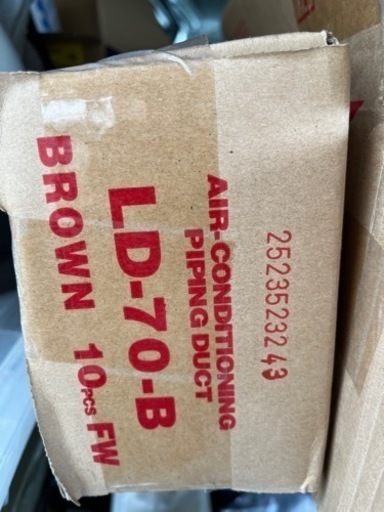 2523523243
AIR-CONDITIONING
PIPING DUCT
LD-70-B
BROWN 10PCS FW